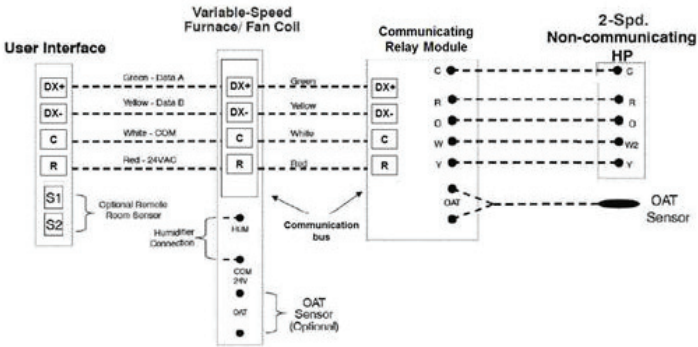 Variable-Speed
Furnace/ Fan Coil
Communicating
Relay Module
2-Spd.
Non-communicating
HP
User Interface
DX+
Green - Data A
DX+
Green
DX+
C
C
DX-
Yellow - Data B
DX-
Yellow
DX-
R
R
O
O
C
White - COM
C
White
C
W
W2
R
Red - 24VAC
R
Red
R
Y
Y
S1
S2
Optional Remote
Room Sensor
Humidifier
Connection
HUM
COM
24V
Communication
bus
OAT
OAT
Sensor
OAT
OAT
Sensor
(Optional)